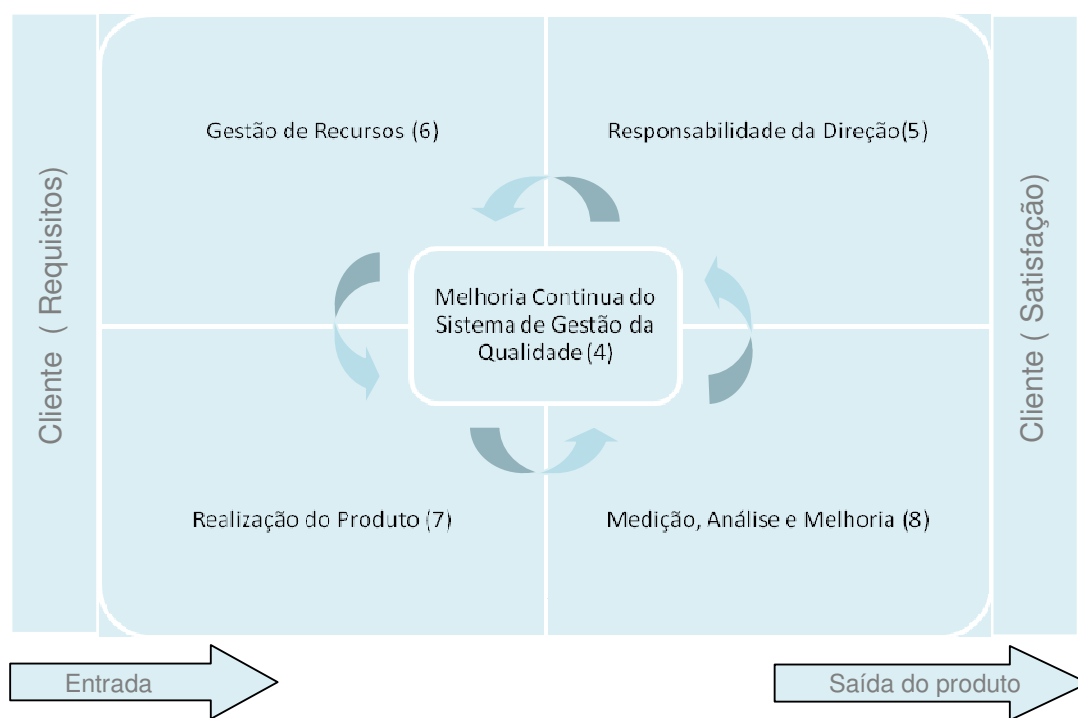 Cliente ( Requisitos)
Gestão de Recursos (6)
Responsabilidade da Direção(5)
Melhoria Continua do
Sistema de Gestão da
Qualidade (4)
Realização do Produto (7)
Medição, Análise e Melhoria (8)
Cliente ( Satisfação)
Entrada
Saída do produto